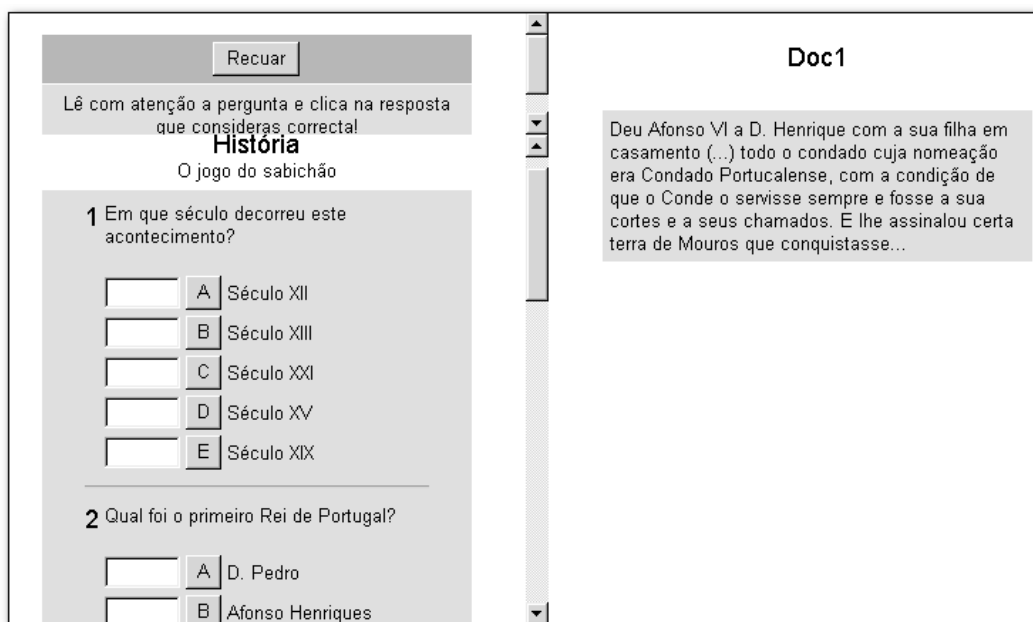 Recuar
Lê com atenção a pergunta e clica na resposta
que consideras correcta!
História
O jogo do sabichão
1 Em que século decorreu este
acontecimento?
A Século XII
B Século XIII
C Século XXI
D Século XV
E Século XIX
2 Qual foi o primeiro Rei de Portugal?
A D. Pedro
B Afonso Henriques
Doc1
Deu Afonso VI a D. Henrique com a sua filha em
casamento (...) todo o condado cuja nomeação
era Condado Portucalense, com a condição de
que o Conde o servisse sempre e fosse a sua
cortes e a seus chamados. E lhe assinalou certa
terra de Mouros que conquistasse...